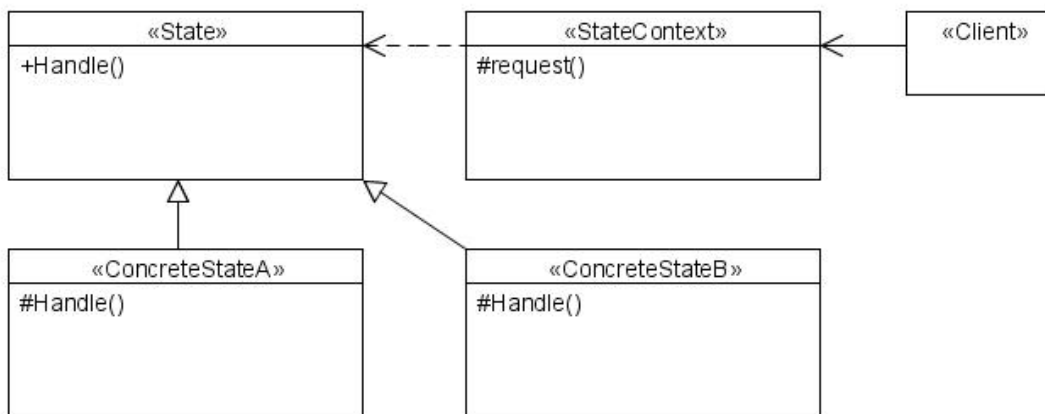 «State»
+Handle()
«StateContext»
#request()
«Client»
«ConcreteStateA»
#Handle()
«ConcreteStateB»
#Handle()